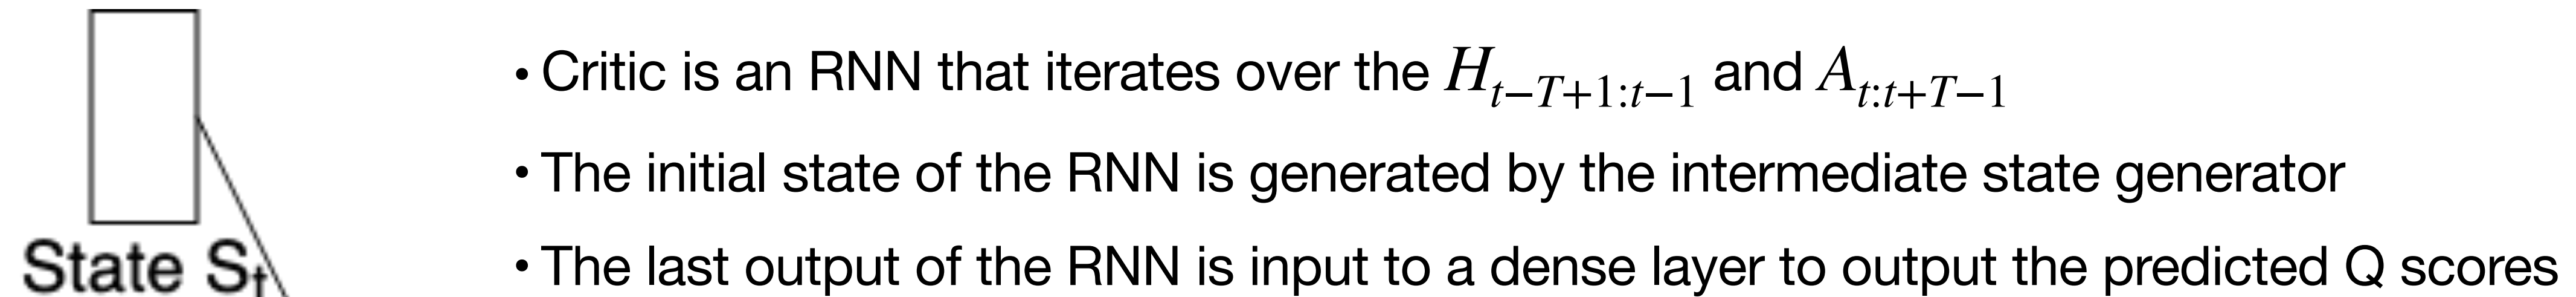 • Critic is an RNN that iterates over the H_{t−T+1:t−1} and A_{t:t+T−1}
• The initial state of the RNN is generated by the intermediate state generator
• The last output of the RNN is input to a dense layer to output the predicted Q scores
State S_t